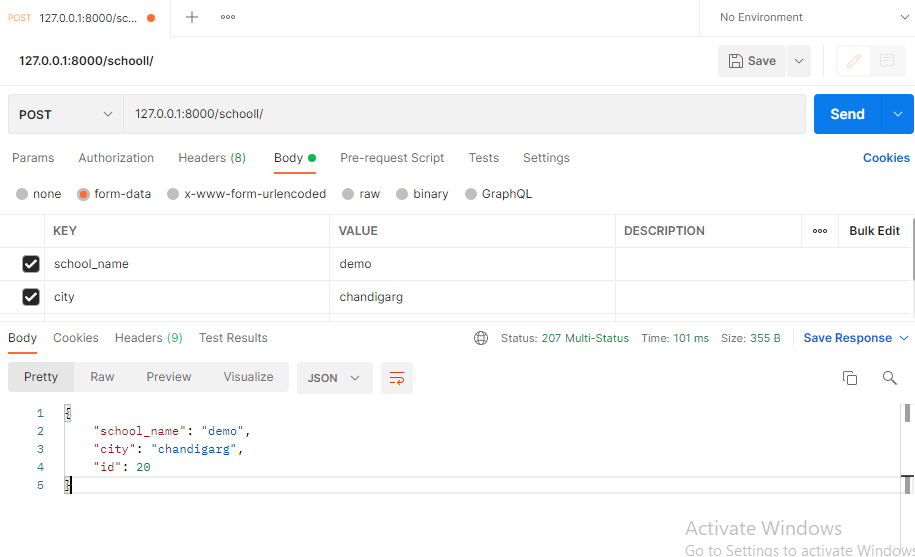 POST 127.0.0.1:8000/sc... No Environment
127.0.0.1:8000/schooll/ Save
POST 127.0.0.1:8000/schooll/ Send
Params Authorization Headers (8) Body Pre-request Script Tests Settings Cookies
none form-data x-www-form-urlencoded raw binary GraphQL
KEY VALUE DESCRIPTION Bulk Edit
school_name demo
city chandigarg
Body Cookies Headers (9) Test Results Status: 207 Multi-Status Time: 101 ms Size: 355 B Save Response
Pretty Raw Preview Visualize JSON
1 {
2 "school_name": "demo",
3 "city": "chandigarg",
4 "id": 20
5 }
Activate Windows
Go to Settings to activate Windows